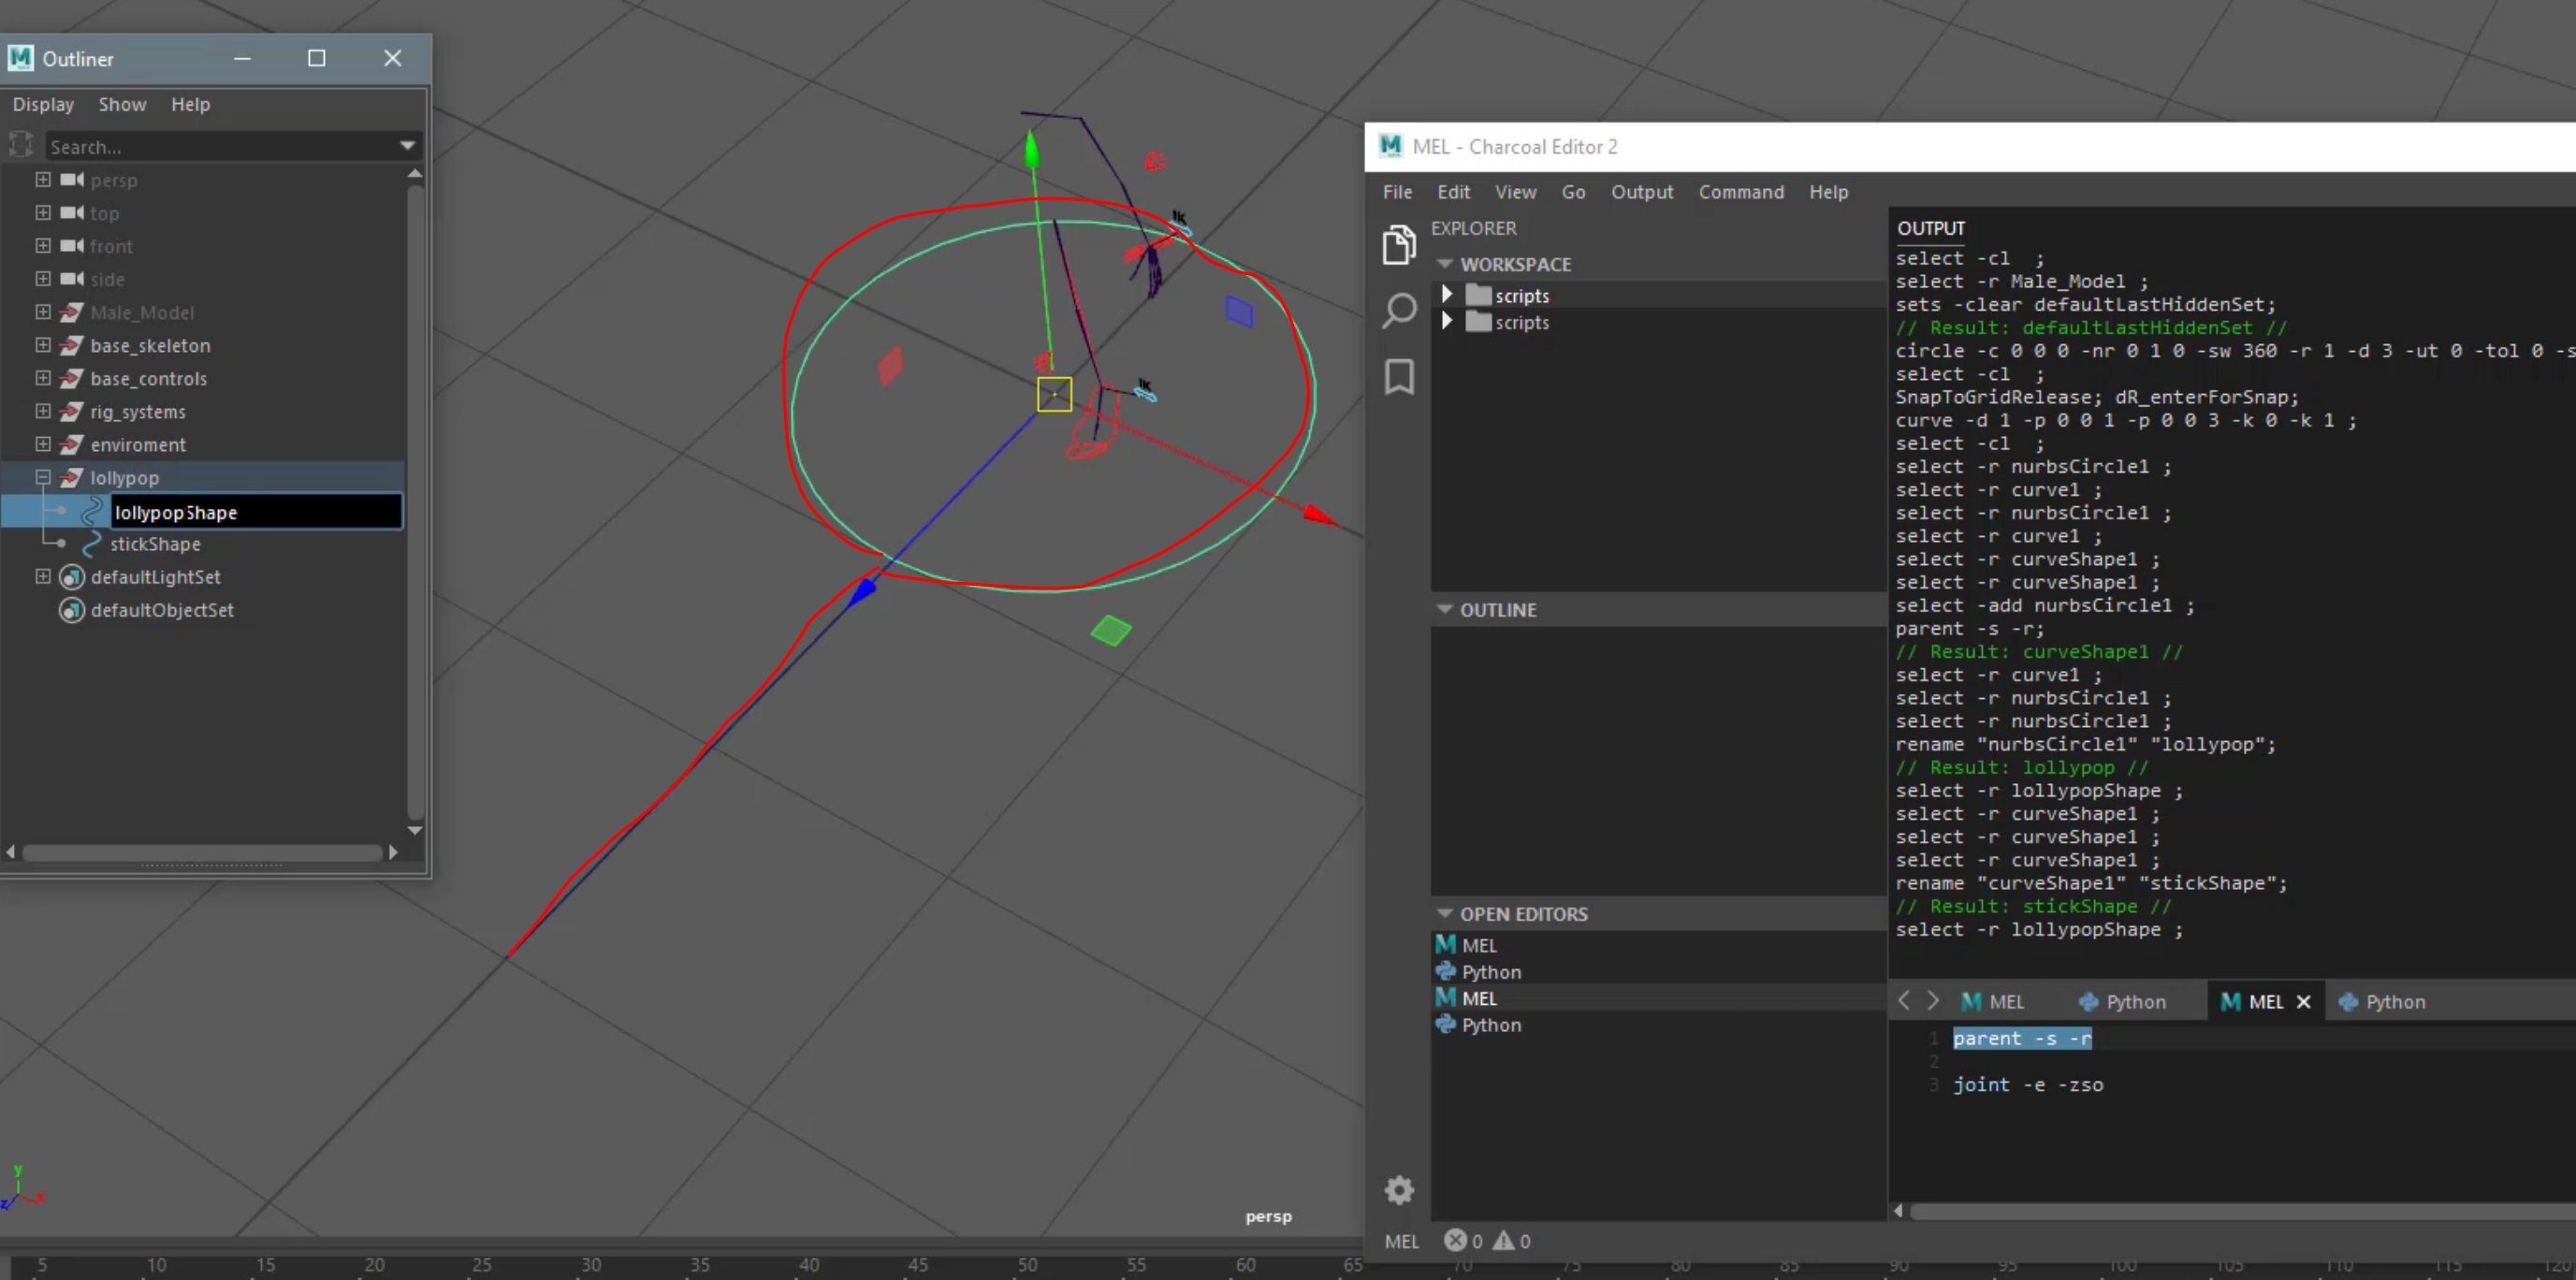 Outliner
Display Show Help
Search...
persp
top
front
side
Male_Model
base_skeleton
base_controls
rig_systems
enviroment
lollypop
lollypopShape
stickShape
defaultLightSet
defaultObjectSet
IK
IK
y
x
z
persp
MEL - Charcoal Editor 2
File Edit View Go Output Command Help
EXPLORER
WORKSPACE
scripts
scripts
OUTLINE
OPEN EDITORS
MEL
Python
MEL
Python
OUTPUT
select -cl  ;
select -r Male_Model ;
sets -clear defaultLastHiddenSet;
// Result: defaultLastHiddenSet //
circle -c 0 0 0 -nr 0 1 0 -sw 360 -r 1 -d 3 -ut 0 -tol 0 -s
select -cl  ;
SnapToGridRelease; dR_enterForSnap;
curve -d 1 -p 0 0 1 -p 0 0 3 -k 0 -k 1 ;
select -cl  ;
select -r nurbsCircle1 ;
select -r curve1 ;
select -r nurbsCircle1 ;
select -r curve1 ;
select -r curveShape1 ;
select -r curveShape1 ;
select -add nurbsCircle1 ;
parent -s -r;
// Result: curveShape1 //
select -r curve1 ;
select -r nurbsCircle1 ;
select -r nurbsCircle1 ;
rename "nurbsCircle1" "lollypop";
// Result: lollypop //
select -r lollypopShape ;
select -r curveShape1 ;
select -r curveShape1 ;
select -r curveShape1 ;
rename "curveShape1" "stickShape";
// Result: stickShape //
select -r lollypopShape ;
MEL Python MEL Python
1 parent -s -r
2
3 joint -e -zso
MEL 0 0
5 10 15 20 25 30 35 40 45 50 55 60 65 70 75 80 85 90 95 100 105 110 115 120